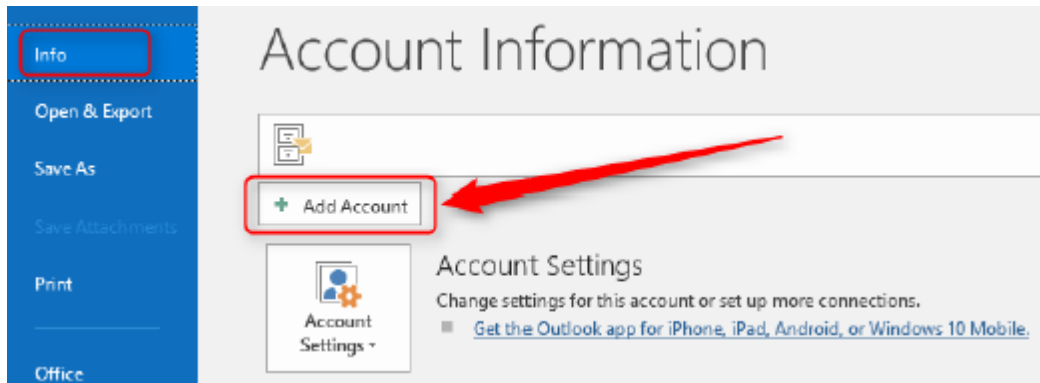 Info
Open & Export
Save As
Save Attachments
Print
Office
Account Information
+ Add Account
Account
Settings
Account Settings
Change settings for this account or set up more connections.
Get the Outlook app for iPhone, iPad, Android, or Windows 10 Mobile.